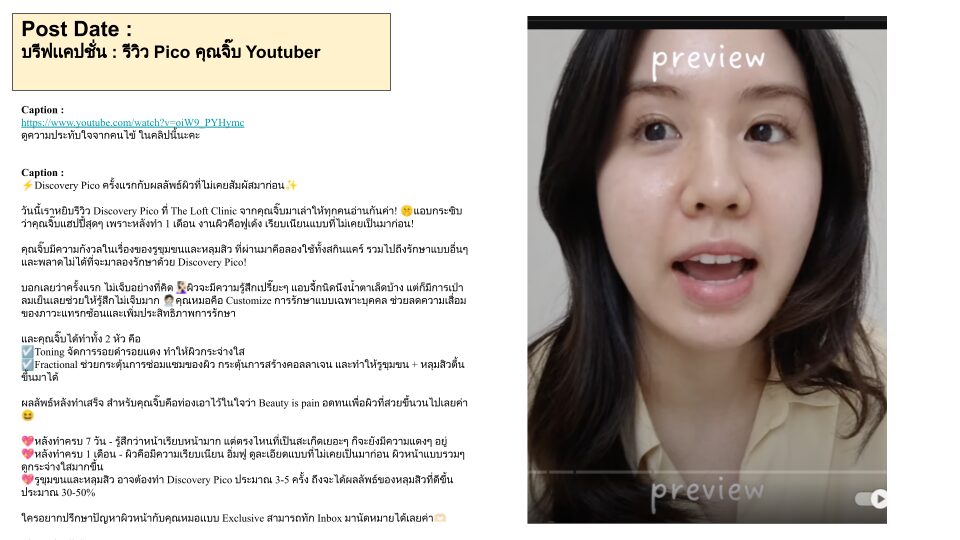 Post Date :
บรีฟแคปชั่น : รีวิว Pico คุณจิ๊บ Youtuber
Caption :
https://www.youtube.com/watch?v=oiW9_PYHymc
ดูความประทับใจจากคนไข้ ในคลิปนี้นะคะ
Caption :
⚡Discovery Pico ครั้งแรกกับผลลัพธ์ผิวที่ไม่เคยสัมผัสมาก่อน✨
วันนี้เราหยิบรีวิว Discovery Pico ที่ The Loft Clinic จากคุณจิ๊บมาเล่าให้ทุกคนอ่านกันค่า! 🤫แอบกระซิบ
ว่าคุณจิ๊บแฮปปี้สุดๆ เพราะหลังทำ 1 เดือน งานผิวคือฟูเด้ง เรียบเนียนแบบที่ไม่เคยเป็นมาก่อน!
คุณจิ๊บมีความกังวลในเรื่องของรูขุมขนและหลุมสิว ที่ผ่านมาคือลองใช้ทั้งสกินแคร์ รวมไปถึงรักษาแบบอื่นๆ
และพลาดไม่ได้ที่จะมาลองรักษาด้วย Discovery Pico!
บอกเลยว่าครั้งแรก ไม่เจ็บอย่างที่คิด 💆🏻‍♀️ผิวจะมีความรู้สึกเปรี๊ยะๆ แอบจี้กนิดนึงน้ำตาเล็ดบ้าง แต่ก็มีการเป่า
ลมเย็นเลยช่วยให้รู้สึกไม่เจ็บมาก 🧑🏻‍⚕️คุณหมอคือ Customize การรักษาแบบเฉพาะบุคคล ช่วยลดความเสี่อม
ของภาวะแทรกซ้อนและเพิ่มประสิทธิภาพการรักษา
และคุณจิ๊บได้ทำทั้ง 2 หัว คือ
☑️Toning จัดการรอยดำรอยแดง ทำให้ผิวกระจ่างใส
☑️Fractional ช่วยกระตุ้นการซ่อมแซมของผิว กระตุ้นการสร้างคอลลาเจน และทำให้รูขุมขน + หลุมสิวตื้น
ขึ้นมาได้
ผลลัพธ์หลังทำเสร็จ สำหรับคุณจิ๊บคือท่องเอาไว้ในใจว่า Beauty is pain อดทนเพื่อผิวที่สวยขึ้นวนไปเลยค่า
😆
💖หลังทำครบ 7 วัน - รู้สึกว่าหน้าเรียบหน้ามาก แต่ตรงไหนที่เป็นสะเก็ดเยอะๆ ก็จะยังมีความแดงๆ อยู่
💖หลังทำครบ 1 เดือน - ผิวคือมีความเรียบเนียน อิ่มฟู ดูละเอียดแบบที่ไม่เคยเป็นมาก่อน ผิวหน้าแบบรวมๆ
ดูกระจ่างใสมากขึ้น
💖รูขุมขนและหลุมสิว อาจต้องทำ Discovery Pico ประมาณ 3-5 ครั้ง ถึงจะได้ผลลัพธ์ของหลุมสิวที่ดีขึ้น
ประมาณ 30-50%
ใครอยากปรึกษาปัญหาผิวหน้ากับคุณหมอแบบ Exclusive สามารถทัก Inbox มานัดหมายได้เลยค่า🫶🏻
preview
preview